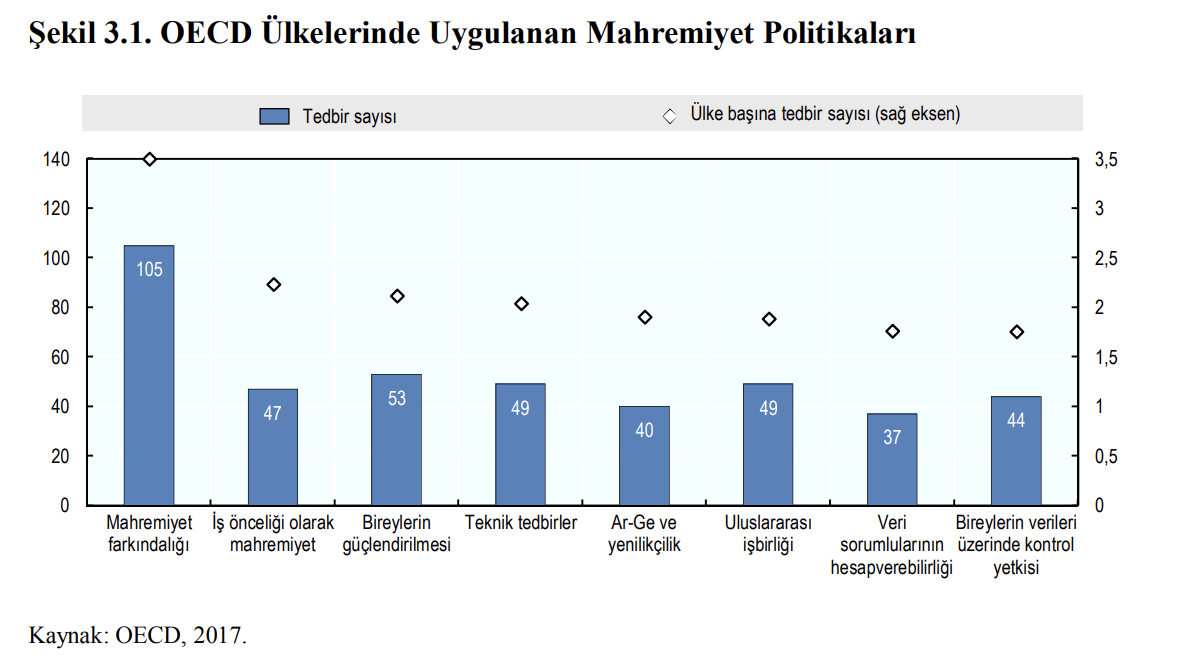 Şekil 3.1. OECD Ülkelerinde Uygulanan Mahremiyet Politikaları
Tedbir sayısı
Ülke başına tedbir sayısı (sağ eksen)
140
120
100
80
60
40
20
0
3,5
3
2,5
2
1,5
1
0,5
0
105
47
53
49
40
49
37
44
Mahremiyet
farkındalığı
İş önceliği olarak
mahremiyet
Bireylerin
güçlendirilmesi
Teknik tedbirler
Ar-Ge ve
yenilikçilik
Uluslararası
işbirliği
Veri
sorumlularının
hesapverebilirliği
Bireylerin verileri
üzerinde kontrol
yetkisi
Kaynak: OECD, 2017.